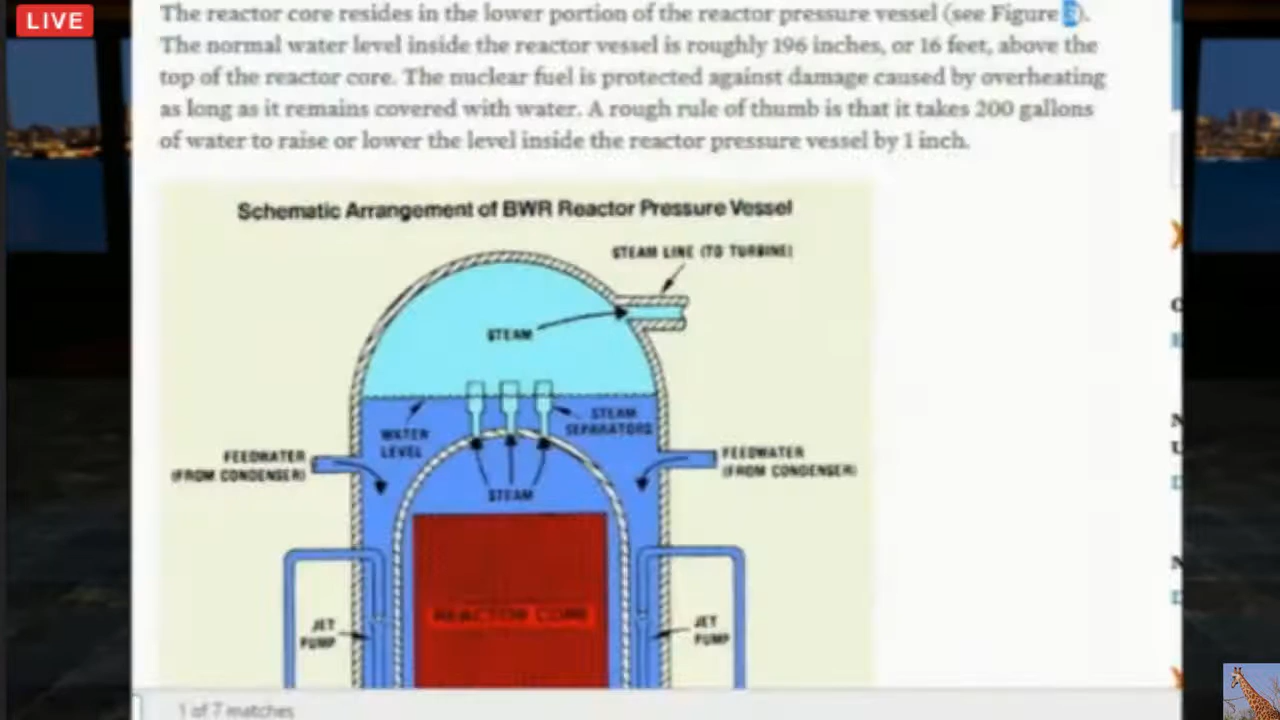 LIVE
The reactor core resides in the lower portion of the reactor pressure vessel (see Figure 3).
The normal water level inside the reactor vessel is roughly 196 inches, or 16 feet, above the
top of the reactor core. The nuclear fuel is protected against damage caused by overheating
as long as it remains covered with water. A rough rule of thumb is that it takes 200 gallons
of water to raise or lower the level inside the reactor pressure vessel by 1 inch.
Schematic Arrangement of BWR Reactor Pressure Vessel
STEAM LINE (TO TURBINE)
STEAM
WATER
LEVEL
STEAM
SEPARATORS
FEEDWATER
(FROM CONDENSER)
FEEDWATER
(FROM CONDENSER)
STEAM
REACTOR CORE
JET
PUMP
JET
PUMP
1 of 7 matches